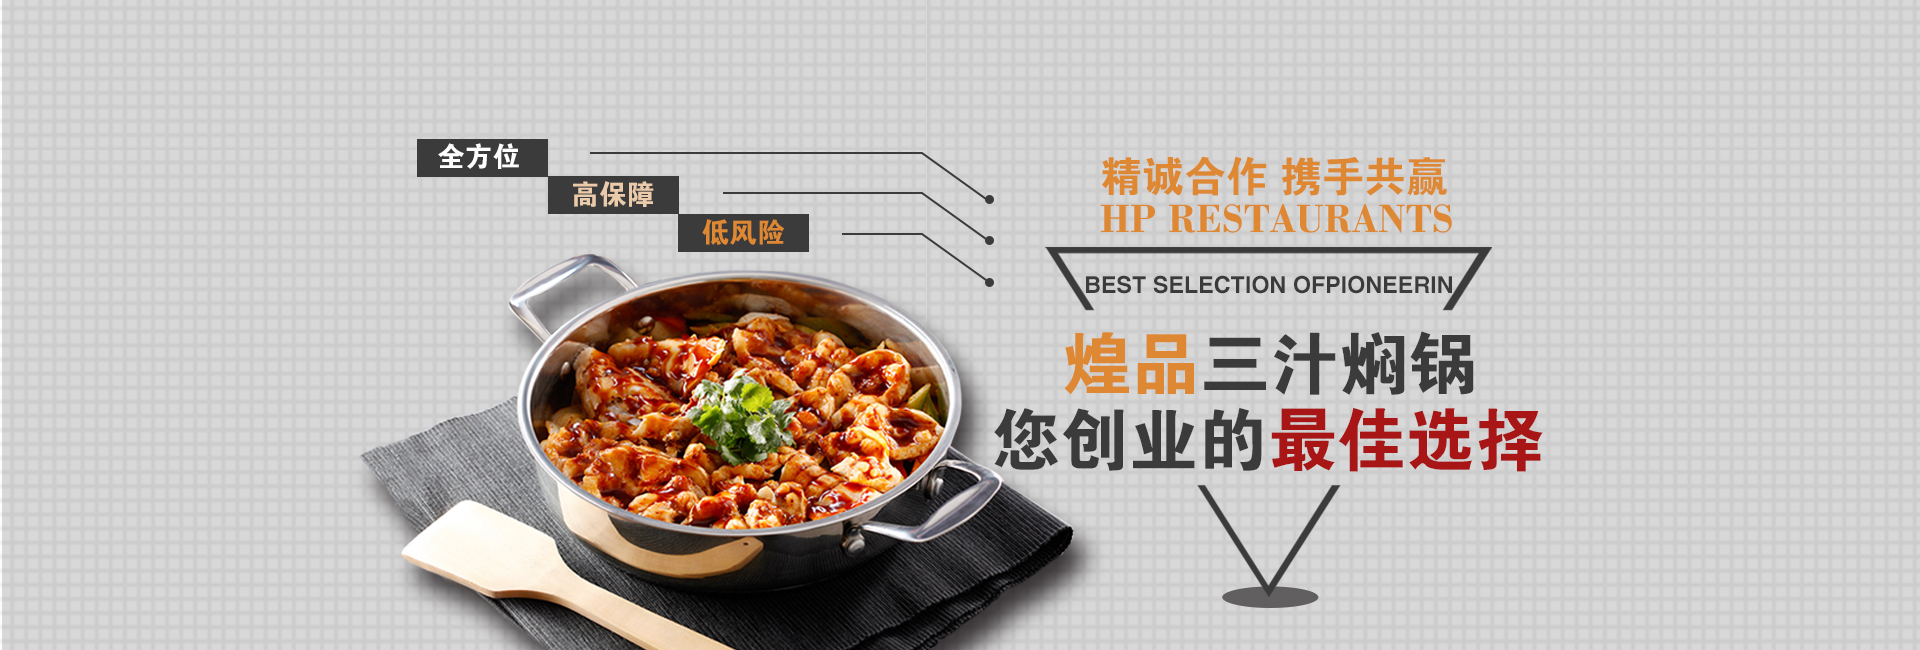 全方位
高保障
低风险
精诚合作 携手共赢
HP RESTAURANTS
BEST SELECTION OFPIONEERIN
煌品三汁焖锅
您创业的最佳选择